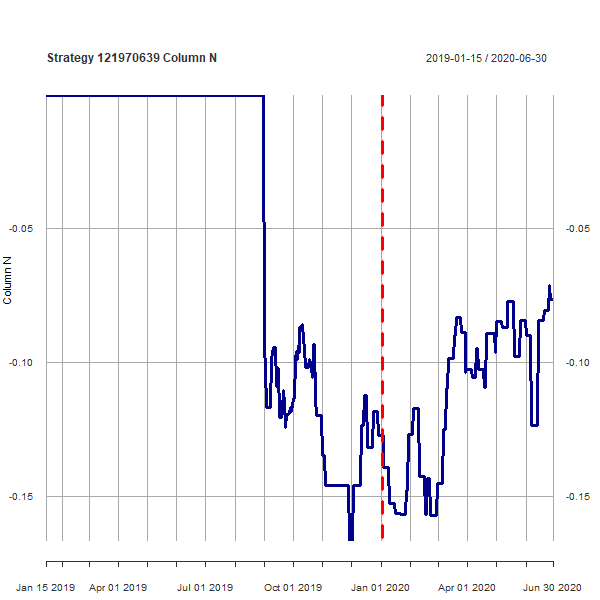 Strategy 121970639 Column N
2019-01-15 / 2020-06-30
-0.05
-0.05
Column N
-0.10
-0.10
-0.15
-0.15
Jan 15 2019
Apr 01 2019
Jul 01 2019
Oct 01 2019
Jan 01 2020
Apr 01 2020
Jun 30 2020